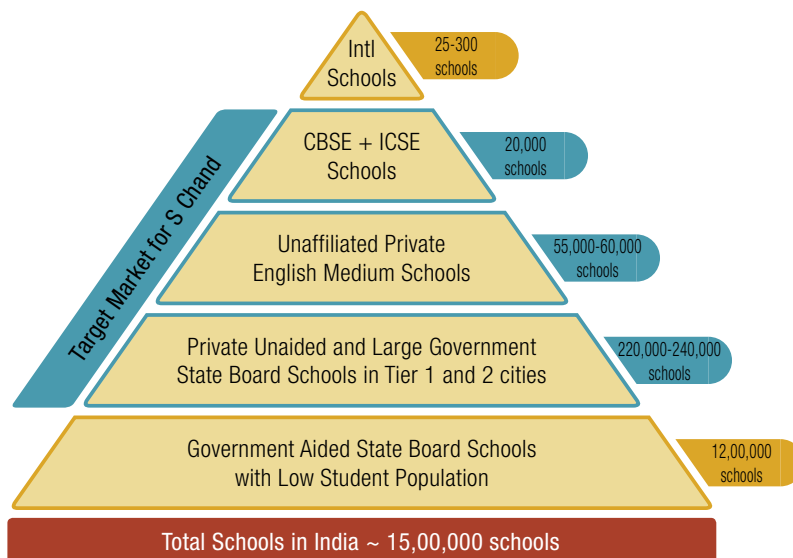 Intl
Schools
25-300
schools
CBSE + ICSE
Schools
20,000
schools
Target Market for S Chand
Unaffiliated Private
English Medium Schools
55,000-60,000
schools
Private Unaided and Large Government
State Board Schools in Tier 1 and 2 cities
220,000-240,000
schools
Government Aided State Board Schools
with Low Student Population
12,00,000
schools
Total Schools in India ~ 15,00,000 schools